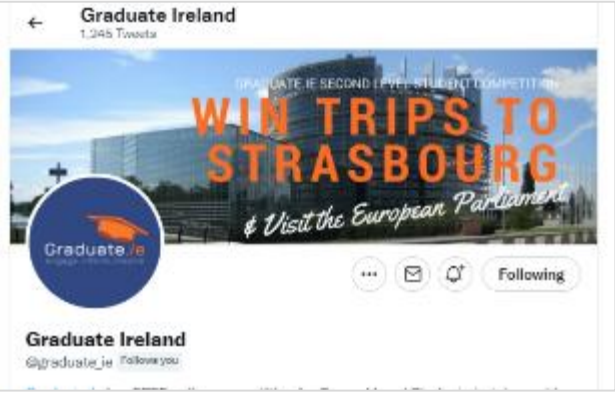 Graduate Ireland
1,245 Tweets
GRADUATE.IE SECOND LEVEL STUDENT COMPETITION
WIN TRIPS TO
STRASBOURG
& Visit the European Parliament
Graduate.ie
Following
Graduate Ireland
@graduate_ie Follows you